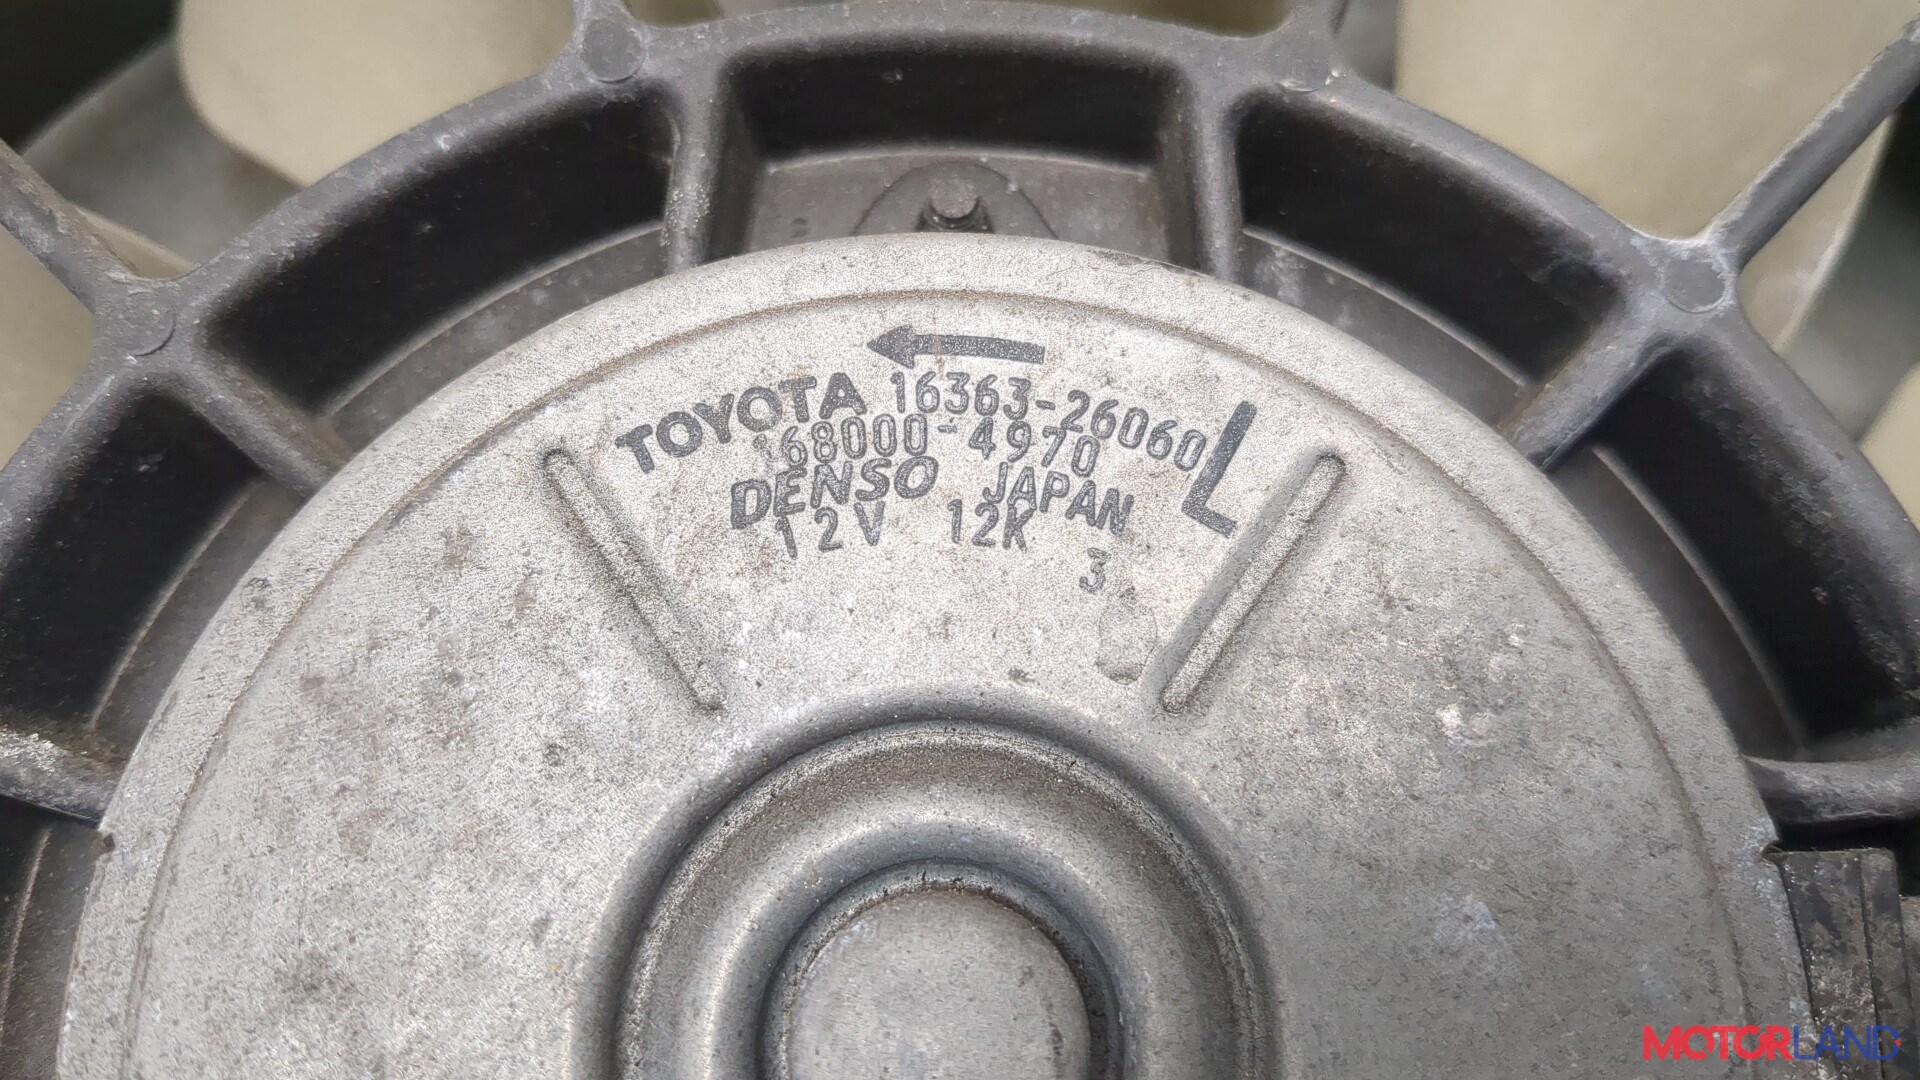 TOYOTA 16363-26060 L
168000-4970
DENSO JAPAN
12V 12K
3
MOTORLAND